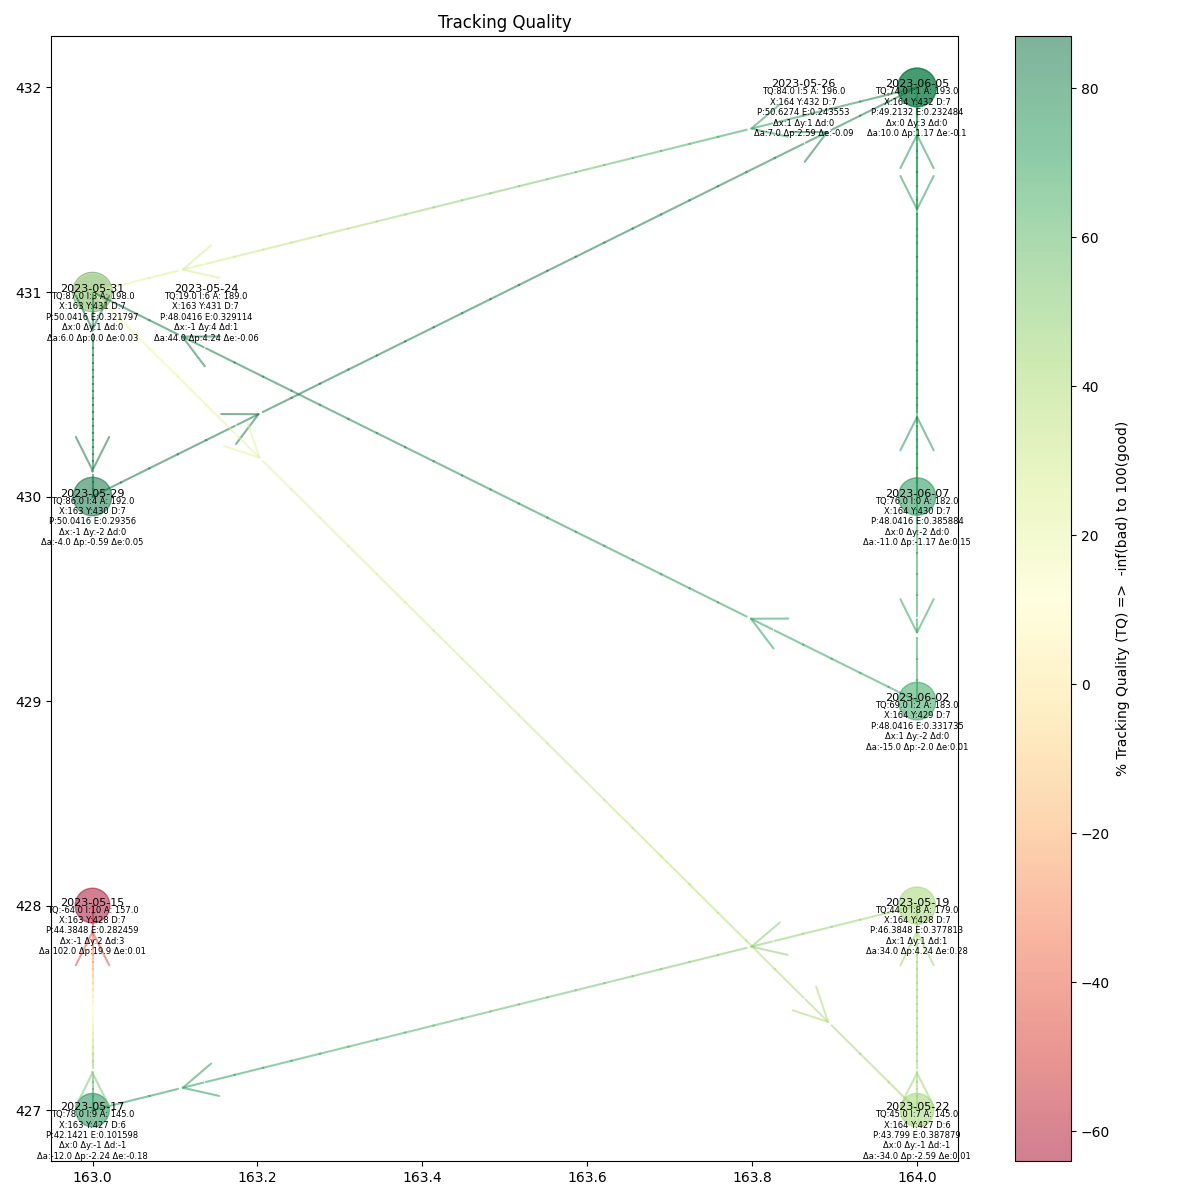 Tracking Quality
432
431
430
429
428
427
163.0
163.2
163.4
163.6
163.8
164.0
2023-05-26
TQ:84.0 I:5 A: 196.0
X:164 Y:432 D:7
P:50.6274 E:0.243553
Δx:1 Δy:1 Δd:0
Δa:7.0 Δp:2.59 Δe:-0.09
2023-06-05
TQ:74.0 I:1 A: 193.0
X:164 Y:432 D:7
P:49.2132 E:0.232484
Δx:0 Δy:3 Δd:0
Δa:10.0 Δp:1.17 Δe:-0.1
2023-05-31
TQ:87.0 I:3 A: 198.0
X:163 Y:431 D:7
P:50.0416 E:0.321797
Δx:0 Δy:1 Δd:0
Δa:6.0 Δp:0.0 Δe:0.03
2023-05-24
TQ:19.0 I:6 A: 189.0
X:163 Y:431 D:7
P:48.0416 E:0.329114
Δx:-1 Δy:4 Δd:1
Δa:44.0 Δp:4.24 Δe:-0.06
2023-05-29
TQ:86.0 I:4 A: 192.0
X:163 Y:430 D:7
P:50.0416 E:0.29356
Δx:-1 Δy:-2 Δd:0
Δa:-4.0 Δp:-0.59 Δe:0.05
2023-06-07
TQ:76.0 I:0 A: 182.0
X:164 Y:430 D:7
P:48.0416 E:0.385884
Δx:0 Δy:-2 Δd:0
Δa:-11.0 Δp:-1.17 Δe:0.15
2023-06-02
TQ:69.0 I:2 A: 183.0
X:164 Y:429 D:7
P:48.0416 E:0.331735
Δx:1 Δy:-2 Δd:0
Δa:-15.0 Δp:-2.0 Δe:0.01
2023-05-15
TQ:-64.0 I:10 A: 157.0
X:163 Y:428 D:7
P:44.3848 E:0.282459
Δx:-1 Δy:2 Δd:3
Δa:102.0 Δp:19.9 Δe:0.01
2023-05-19
TQ:44.0 I:8 A: 179.0
X:164 Y:428 D:7
P:46.3848 E:0.377813
Δx:1 Δy:1 Δd:1
Δa:34.0 Δp:4.24 Δe:0.28
2023-05-17
TQ:78.0 I:9 A: 145.0
X:163 Y:427 D:6
P:42.1421 E:0.101598
Δx:0 Δy:-1 Δd:-1
Δa:-12.0 Δp:-2.24 Δe:-0.18
2023-05-22
TQ:45.0 I:7 A: 145.0
X:164 Y:427 D:6
P:43.799 E:0.387879
Δx:0 Δy:-1 Δd:-1
Δa:-34.0 Δp:-2.59 Δe:0.01
80
60
40
20
0
−20
−40
−60
% Tracking Quality (TQ) => -inf(bad) to 100(good)